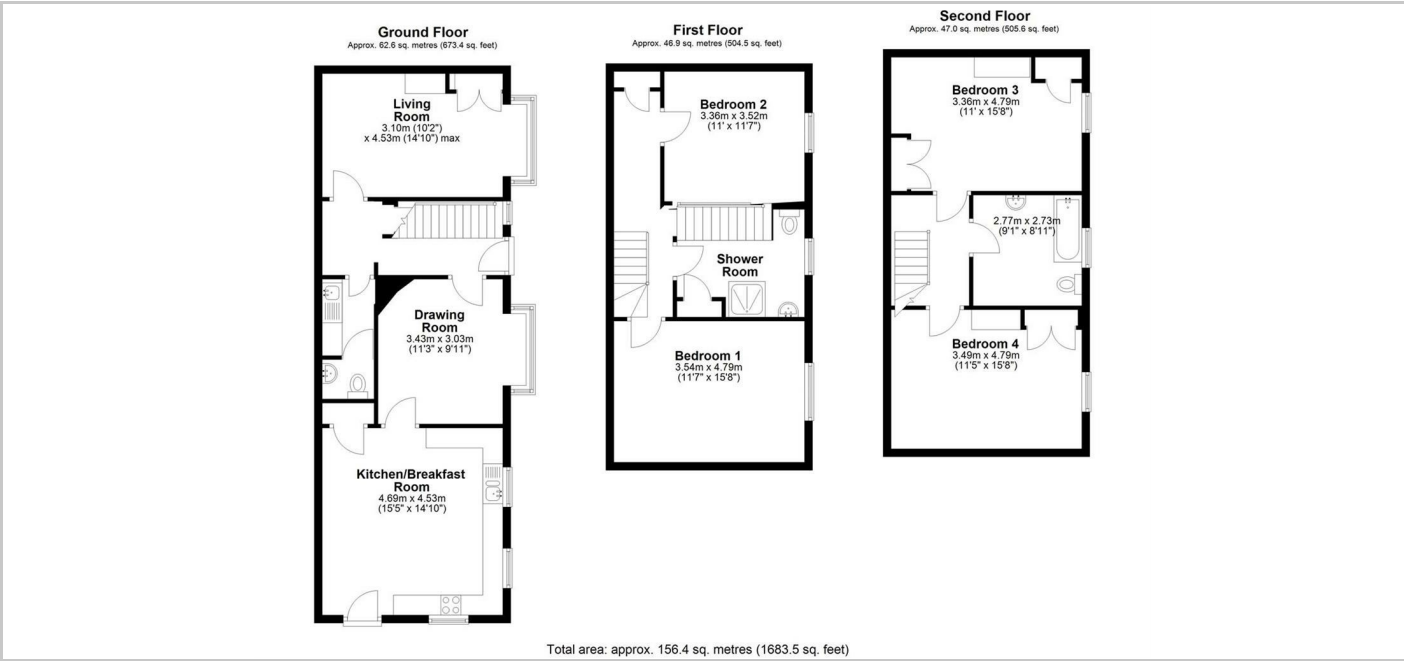 Ground Floor
Approx. 62.6 sq. metres (673.4 sq. feet)
Living
Room
3.10m (10'2")
x 4.53m (14'10") max
Drawing
Room
3.43m x 3.03m
(11'3" x 9'11")
Kitchen/Breakfast
Room
4.69m x 4.53m
(15'5" x 14'10")
First Floor
Approx. 46.9 sq. metres (504.5 sq. feet)
Bedroom 2
3.36m x 3.52m
(11' x 11'7")
Shower
Room
Bedroom 1
3.54m x 4.79m
(11'7" x 15'8")
Second Floor
Approx. 47.0 sq. metres (505.6 sq. feet)
Bedroom 3
3.36m x 4.79m
(11' x 15'8")
2.77m x 2.73m
(9'1" x 8'11")
Bedroom 4
3.49m x 4.79m
(11'5" x 15'8")
Total area: approx. 156.4 sq. metres (1683.5 sq. feet)